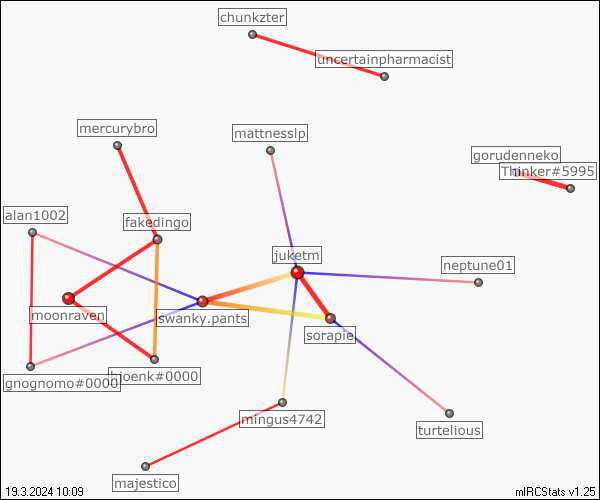 chunkzter
uncertainpharmacist
mercurybro
mattnesslp
gorudenneko
Thinker#5995
alan1002
fakedingo
juketm
neptune01
moonraven
swanky.pants
sorapie
gnognomo#0000
bjoenk#0000
mingus4742
turtelious
majestico
19.3.2024 10:09
mIRCStats v1.25